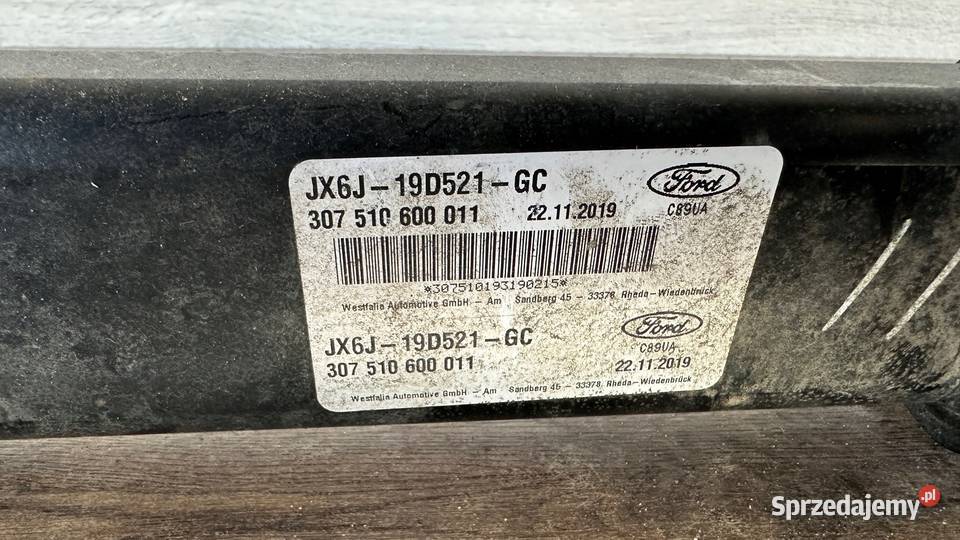 JX6J-19D521-GC
Ford
307 510 600 011 22.11.2019 C89UA
*307510193190215*
Westfalia Automotive GmbH - Am Sandberg 45 - 33378 Rheda-Wiedenbrück
JX6J-19D521-GC
Ford
C89UA
307 510 600 011 22.11.2019
Westfalia Automotive GmbH - Am Sandberg 45 - 33378 Rheda-Wiedenbrück
Sprzedajemy .pl